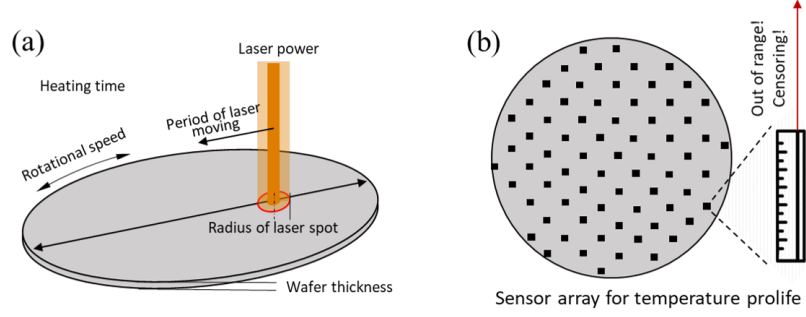 (a)
Laser power
Heating time
Period of laser
moving
Rotational speed
Radius of laser spot
Wafer thickness
(b)
Out of range!
Censoring!
Sensor array for temperature prolife